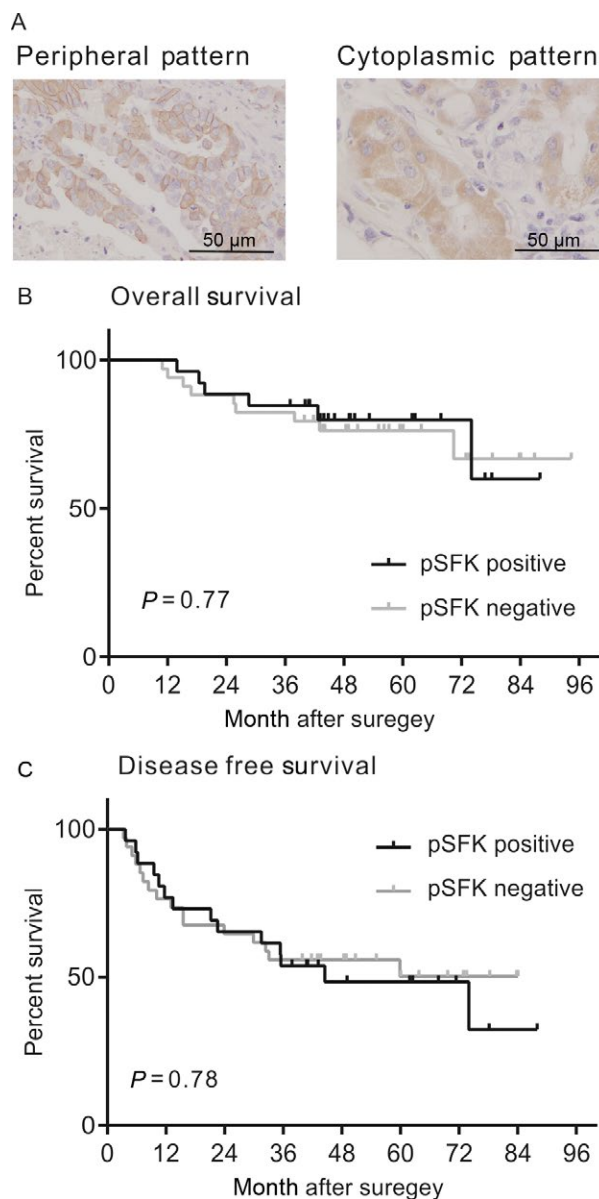 A
Peripheral pattern
Cytoplasmic pattern
50 µm
50 µm
B
Overall survival
100
50
0
Percent survival
pSFK positive
pSFK negative
P = 0.77
0 12 24 36 48 60 72 84 96
Month after suregey
C
Disease free survival
100
50
0
Percent survival
pSFK positive
pSFK negative
P = 0.78
0 12 24 36 48 60 72 84 96
Month after suregey